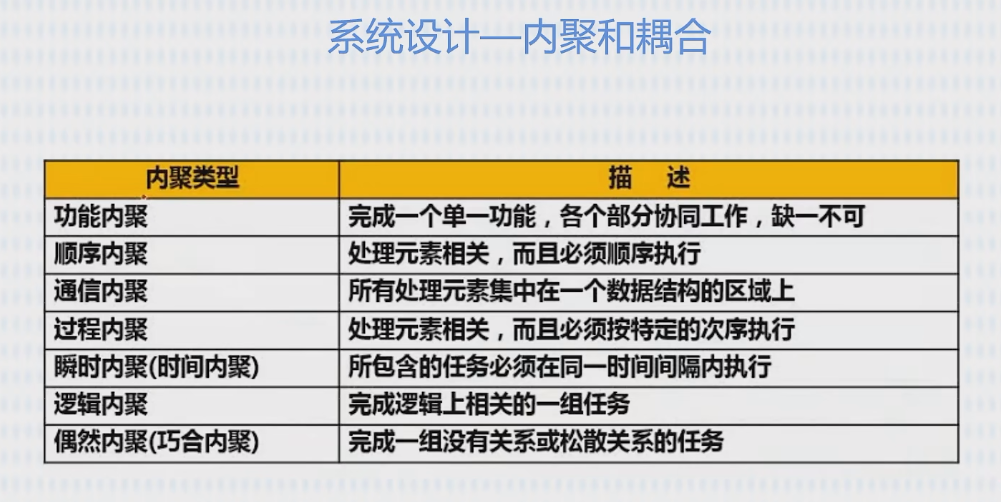 系统设计—内聚和耦合
内聚类型 描 述
功能内聚 完成一个单一功能，各个部分协同工作，缺一不可
顺序内聚 处理元素相关，而且必须顺序执行
通信内聚 所有处理元素集中在一个数据结构的区域上
过程内聚 处理元素相关，而且必须按特定的次序执行
瞬时内聚(时间内聚) 所包含的任务必须在同一时间间隔内执行
逻辑内聚 完成逻辑上相关的一组任务
偶然内聚(巧合内聚) 完成一组没有关系或松散关系的任务